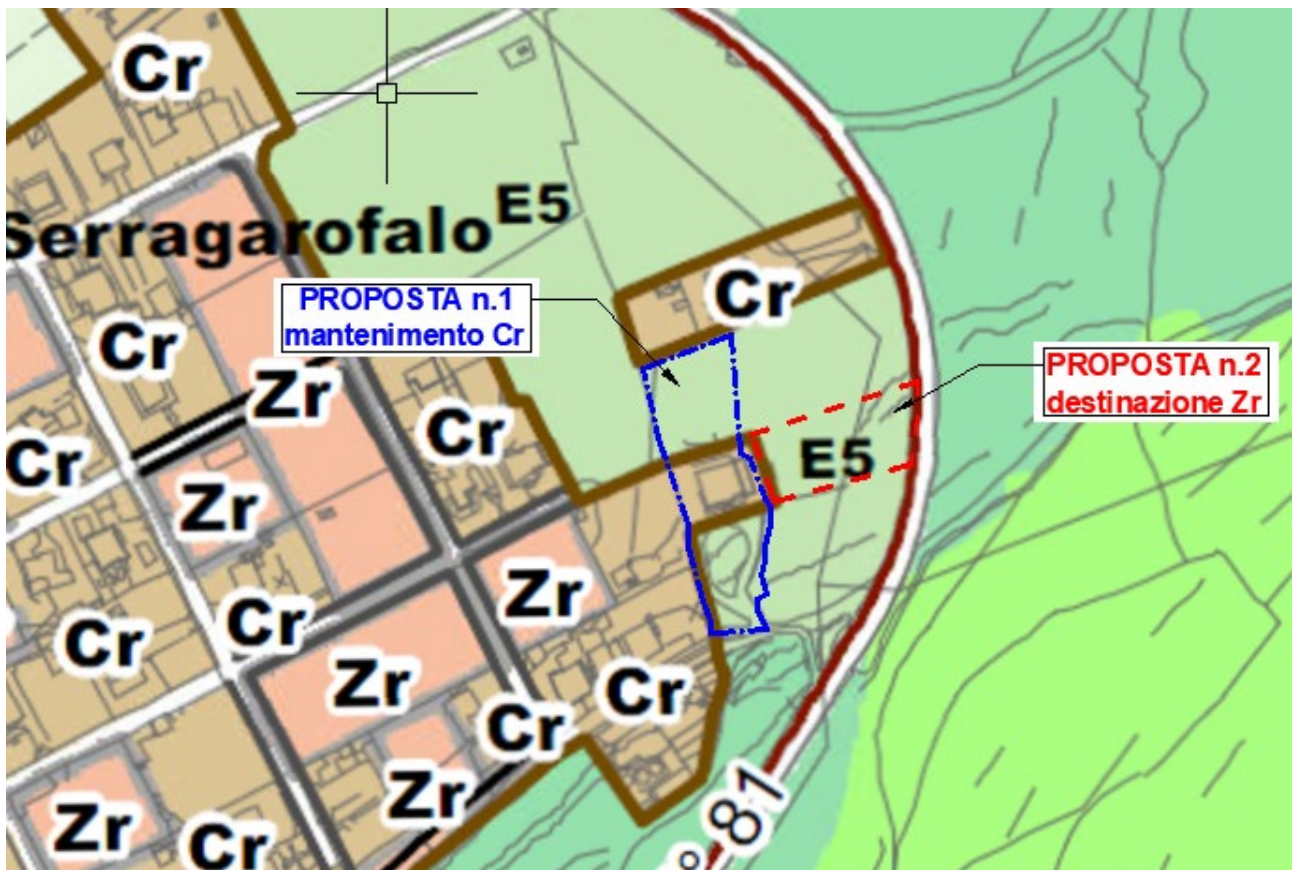 Cr
Serragarofalo
E5
PROPOSTA n.1
mantenimento Cr
Cr
Cr
PROPOSTA n.2
destinazione Zr
Zr
Cr
Cr
E5
Zr
Zr
Cr
Cr
Zr
Cr
Cr
Zr
Zr
Cr
° 81